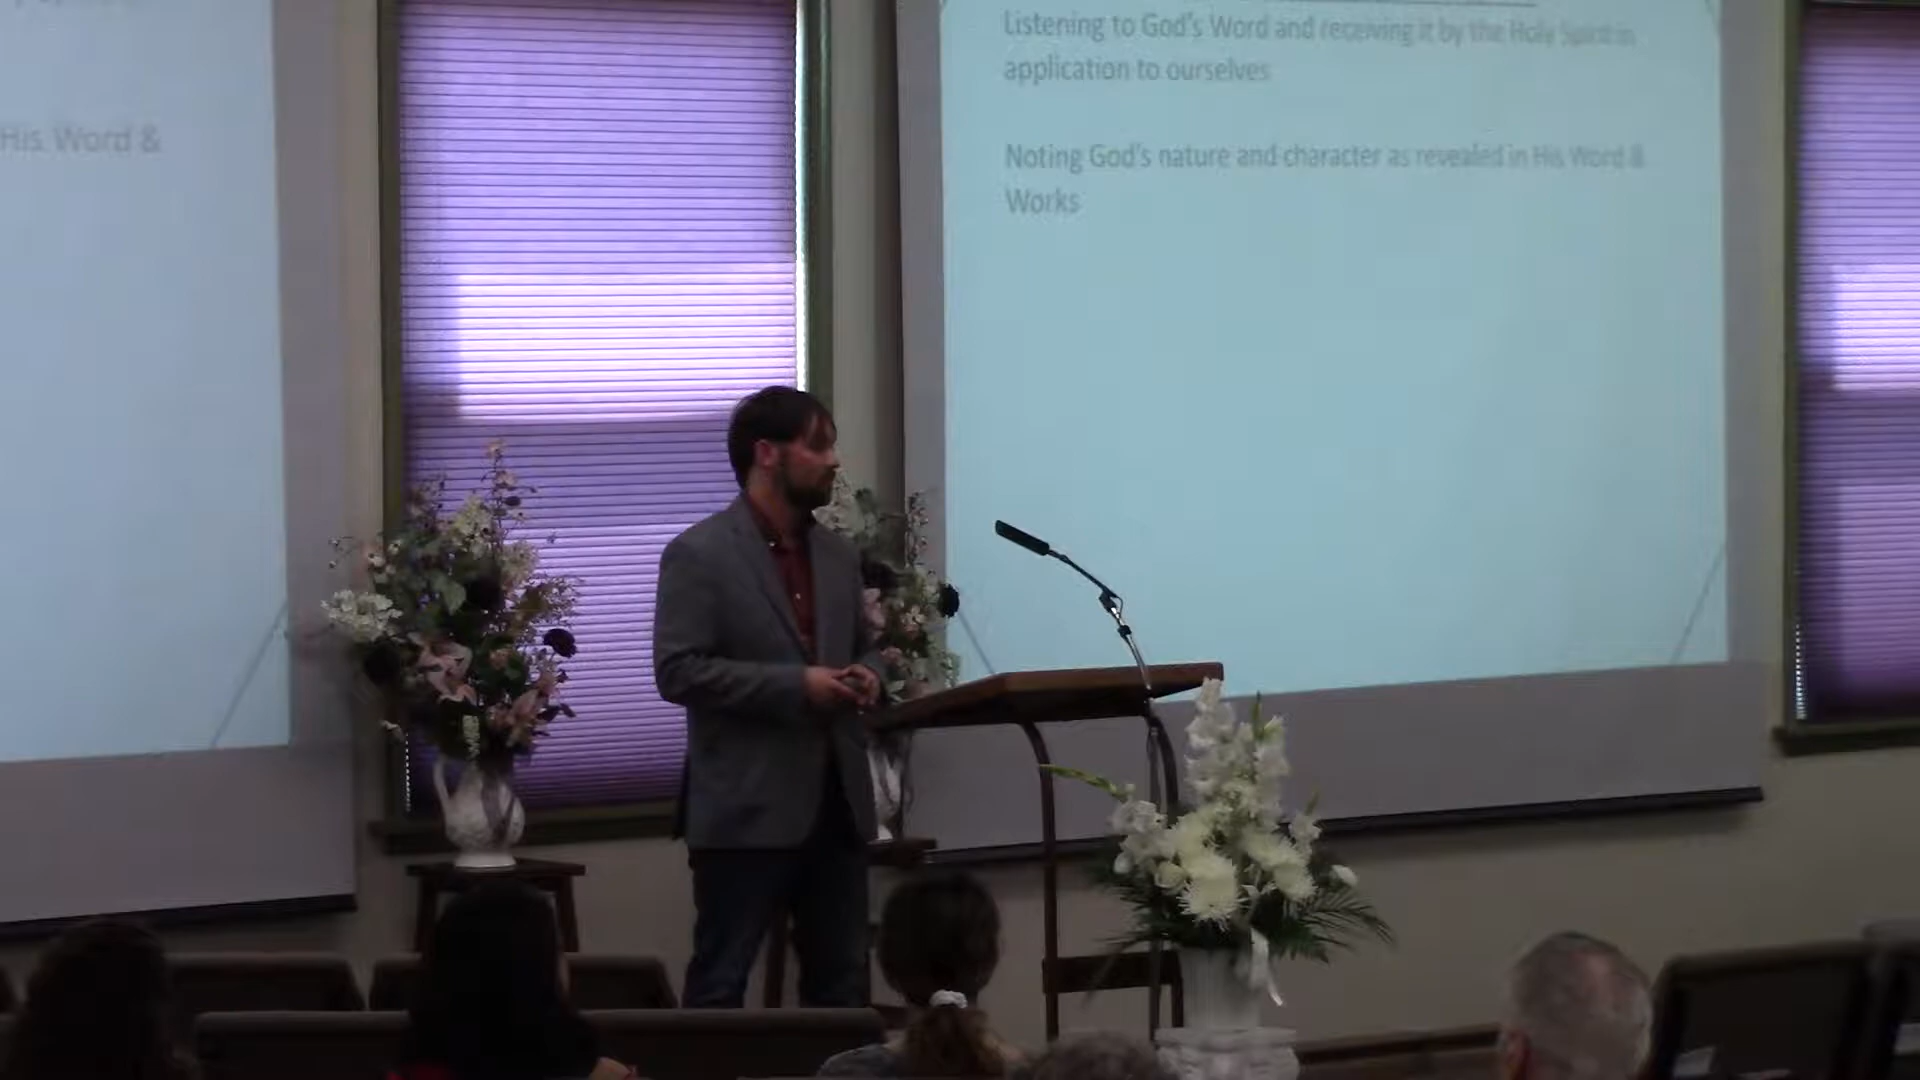 His Word &
Listening to God's Word and receiving it by the Holy Spirit in
application to ourselves
Noting God's nature and character as revealed in His Word &
Works